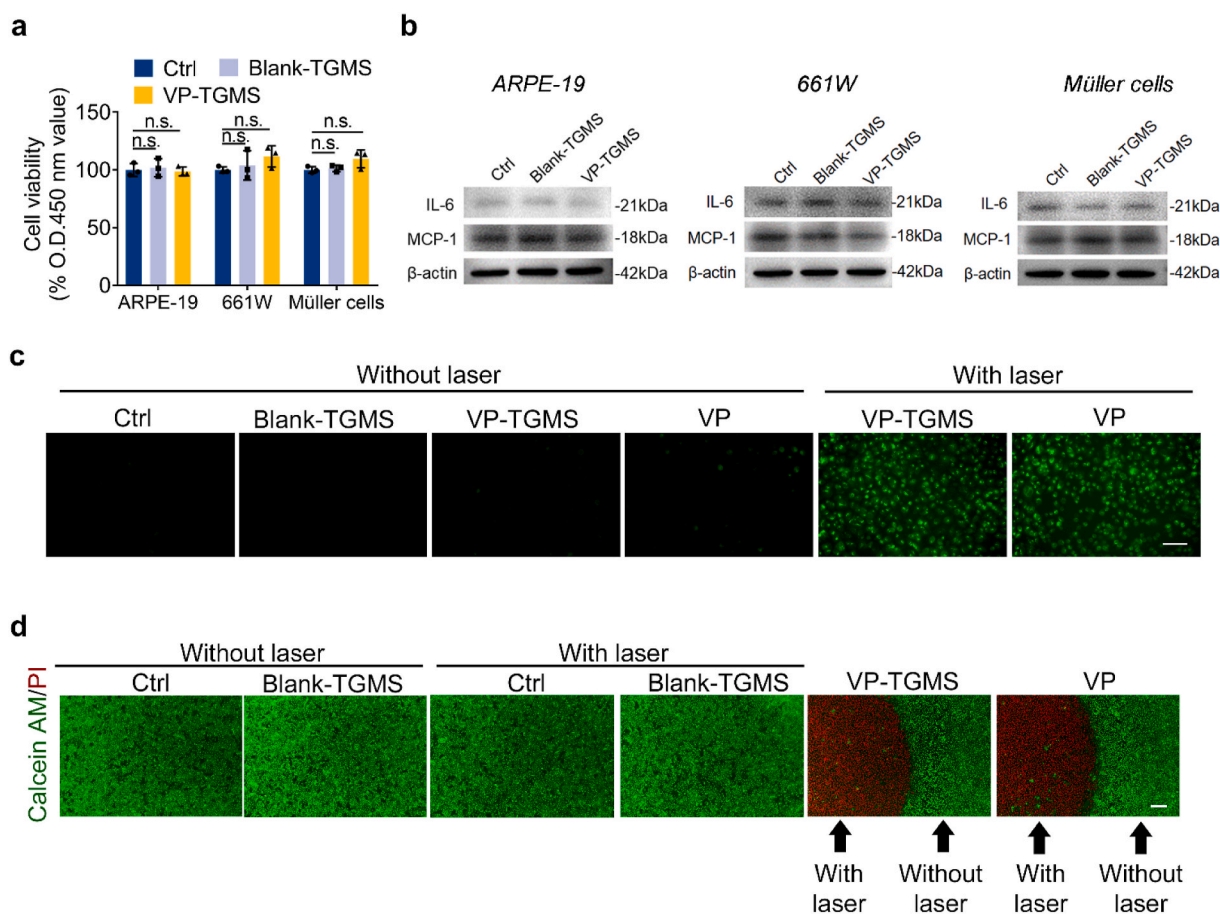 a
Ctrl Blank-TGMS
VP-TGMS
Cell viability
(% O.D.450 nm value)
150
100
50
100
0
n.s. n.s. n.s.
n.s. n.s. n.s.
ARPE-19 661W Müller cells
b
ARPE-19 661W Müller cells
Ctrl Blank-TGMS VP-TGMS Ctrl Blank-TGMS VP-TGMS Ctrl Blank-TGMS VP-TGMS
IL-6 -21kDa IL-6 -21kDa IL-6 -21kDa
MCP-1 -18kDa MCP-1 -18kDa MCP-1 -18kDa
β-actin -42kDa β-actin -42kDa β-actin -42kDa
c
Without laser With laser
Ctrl Blank-TGMS VP-TGMS VP VP-TGMS VP
d
Without laser With laser
Ctrl Blank-TGMS Ctrl Blank-TGMS VP-TGMS VP
Calcein AM/PI
With Without With Without
laser laser laser laser